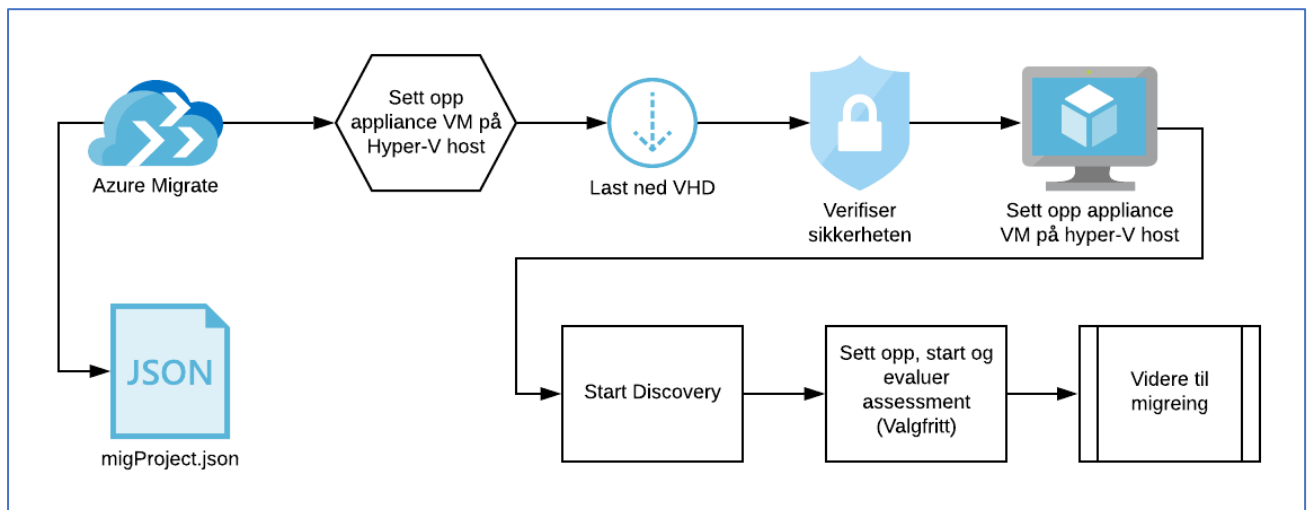 Sett opp
appliance VM på
Hyper-V host
Azure Migrate
Last ned VHD
Verifiser
sikkerheten
Sett opp appliance
VM på hyper-V host
JSON
migProject.json
Start Discovery
Sett opp, start og
evaluer
assessment
(Valgfritt)
Videre til
migreing